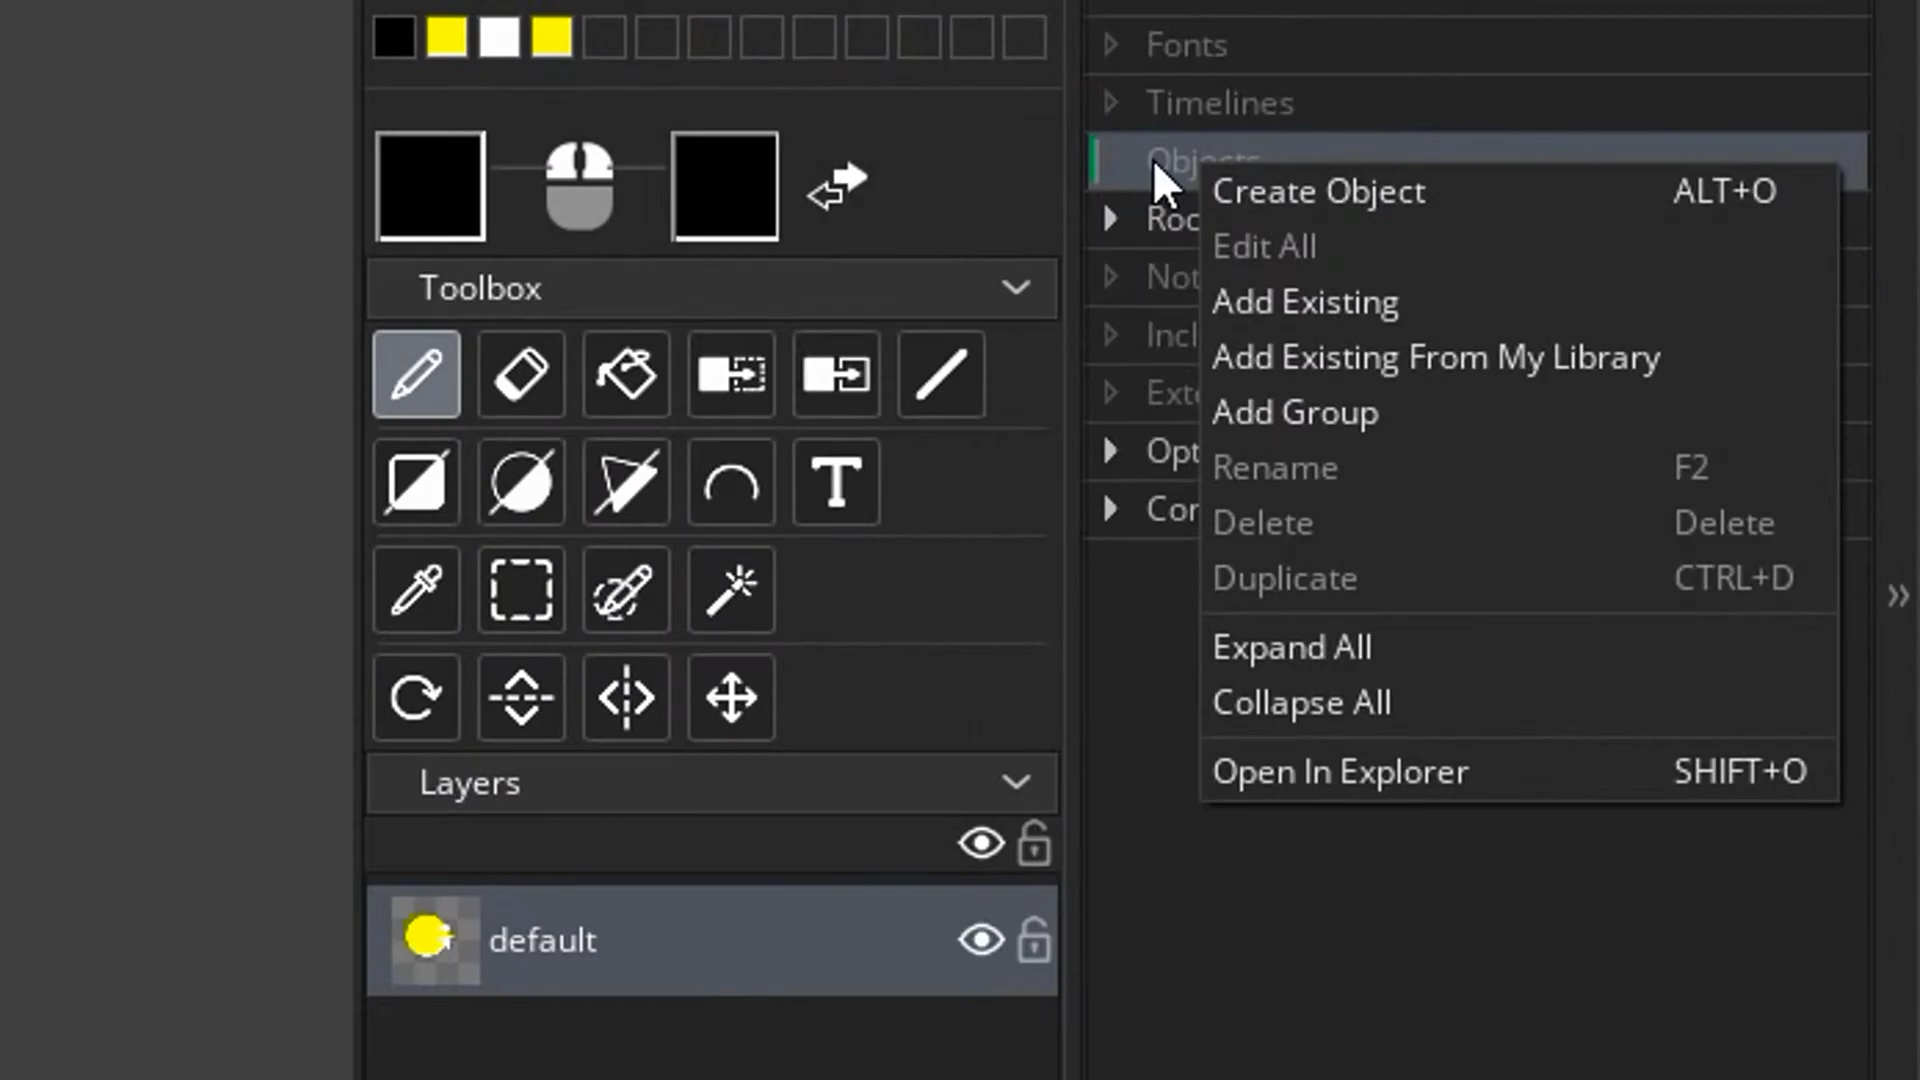 Fonts
Timelines
Objects
Create Object ALT+O
Edit All
Add Existing
Add Existing From My Library
Add Group
Rename F2
Delete Delete
Duplicate CTRL+D
Expand All
Collapse All
Open In Explorer SHIFT+O
Toolbox
T
Layers
default